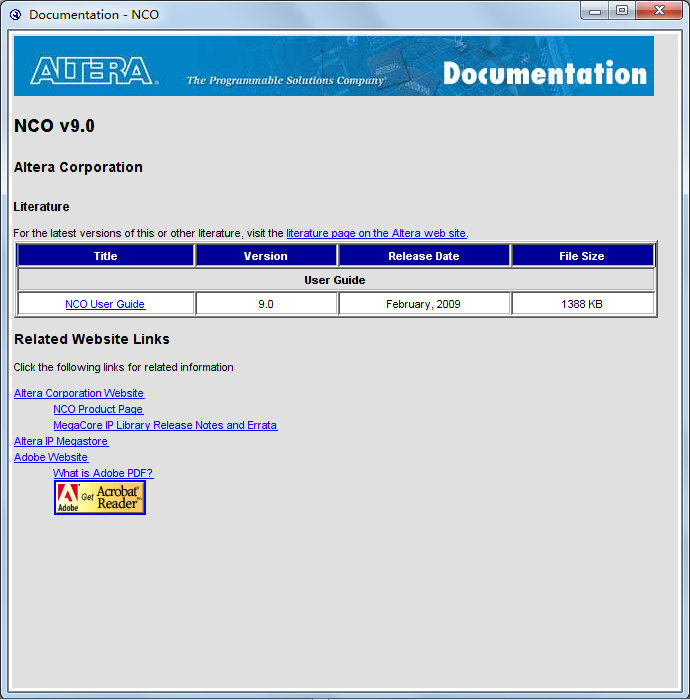 Documentation - NCO
ALTERA.
The Programmable Solutions Company®
Documentation
NCO v9.0
Altera Corporation
Literature
For the latest versions of this or other literature, visit the literature page on the Altera web site.
Title Version Release Date File Size
User Guide
NCO User Guide 9.0 February, 2009 1388 KB
Related Website Links
Click the following links for related information
Altera Corporation Website
NCO Product Page
MegaCore IP Library Release Notes and Errata
Altera IP Megastore
Adobe Website
What is Adobe PDF?
Adobe
Get Acrobat®
Reader